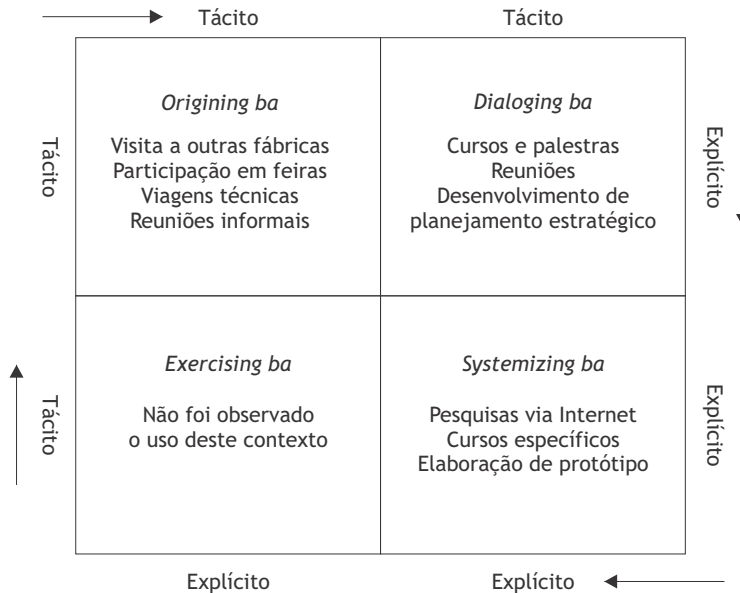 Tácito
Tácito
Tácito
Origining ba
Visita a outras fábricas
Participação em feiras
Viagens técnicas
Reuniões informais
Dialoging ba
Cursos e palestras
Reuniões
Desenvolvimento de
planejamento estratégico
Explícito
Tácito
Exercising ba
Não foi observado
o uso deste contexto
Systemizing ba
Pesquisas via Internet
Cursos específicos
Elaboração de protótipo
Explícito
Explícito
Explícito